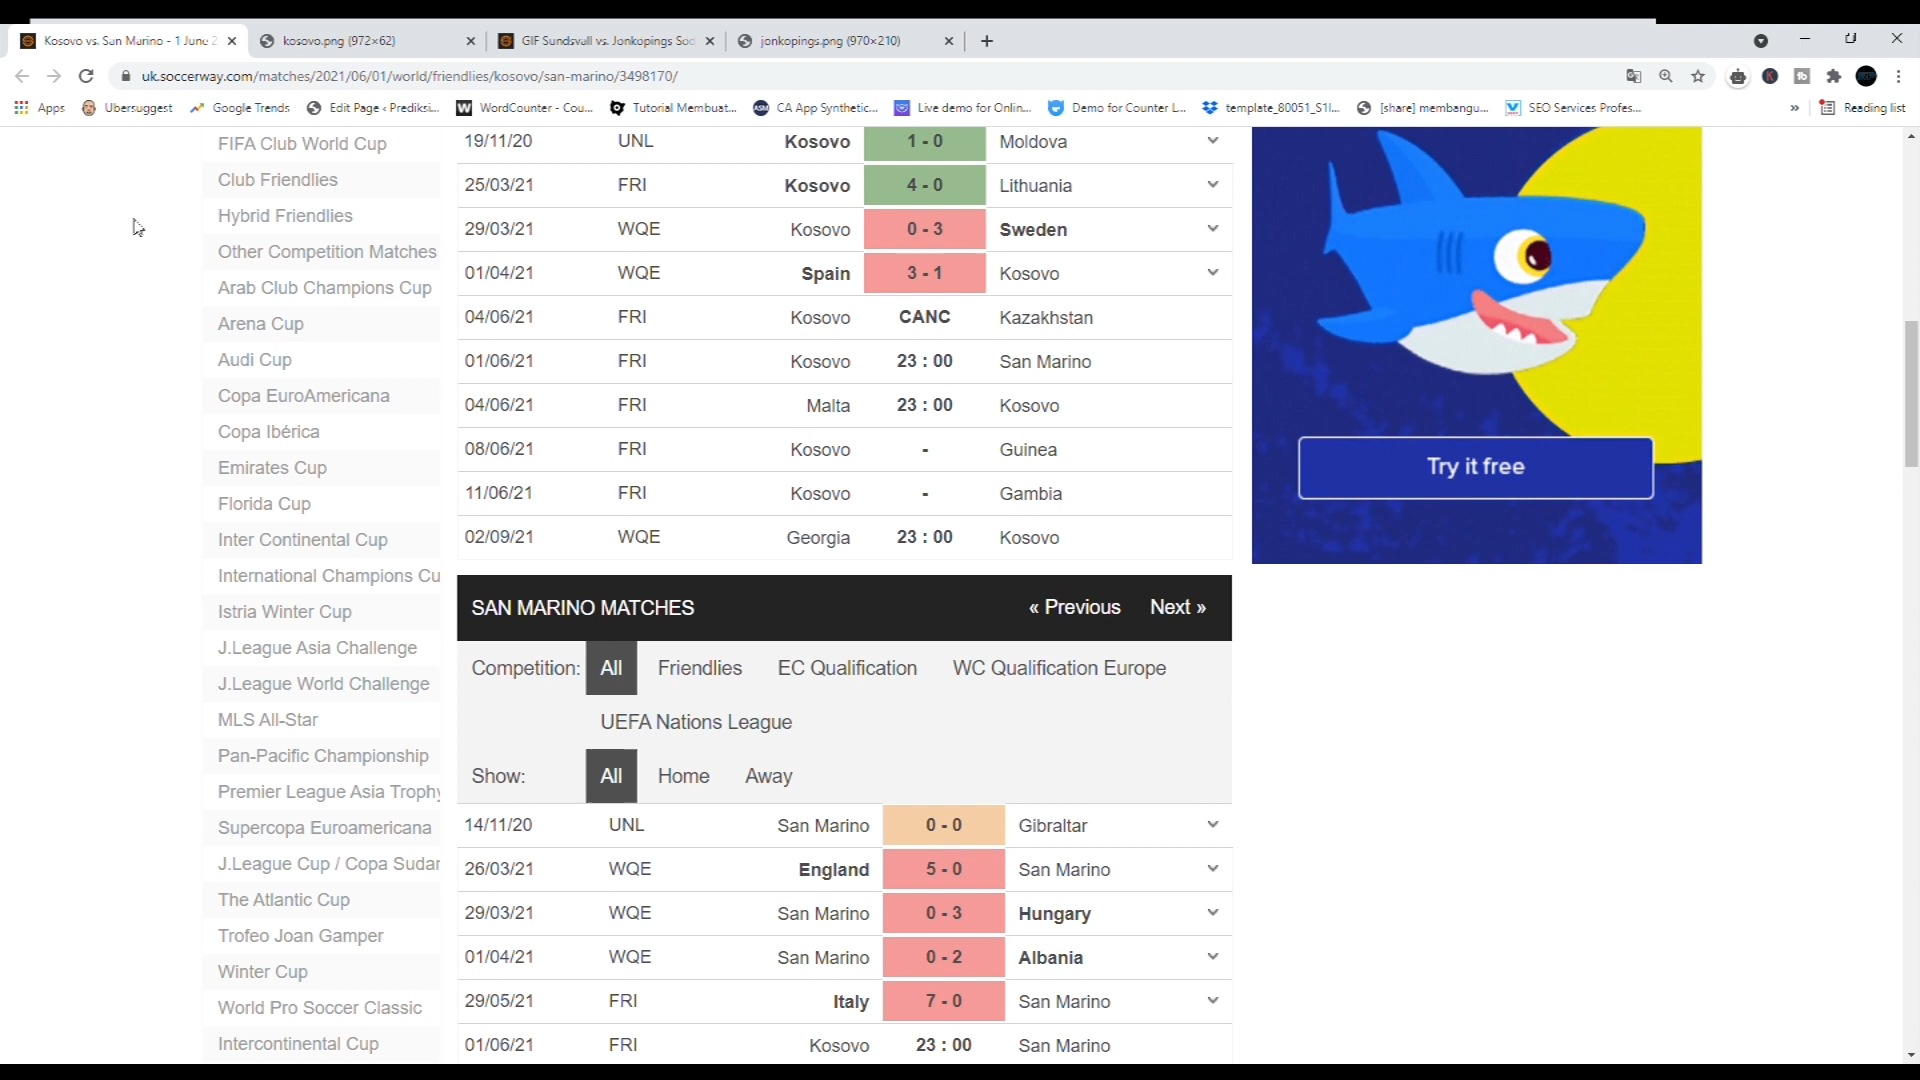 Kosovo vs. San Marino - 1 June 2
kosovo.png (972×62)
GIF Sundsvall vs. Jonkopings Söd
jonkopings.png (970×210)
uk.soccerway.com/matches/2021/06/01/world/friendlies/kosovo/san-marino/3498170/
Apps
Ubersuggest
Google Trends
Edit Page ‹ Prediksi...
WordCounter - Cou...
Tutorial Membuat...
CA App Synthetic...
Live demo for Onlin...
Demo for Counter L...
template_80051_S1l...
[share] membangu...
SEO Services Profes...
»
Reading list
FIFA Club World Cup
Club Friendlies
Hybrid Friendlies
Other Competition Matches
Arab Club Champions Cup
Arena Cup
Audi Cup
Copa EuroAmericana
Copa Ibérica
Emirates Cup
Florida Cup
Inter Continental Cup
International Champions Cu
Istria Winter Cup
J.League Asia Challenge
J.League World Challenge
MLS All-Star
Pan-Pacific Championship
Premier League Asia Trophy
Supercopa Euroamericana
J.League Cup / Copa Sudar
The Atlantic Cup
Trofeo Joan Gamper
Winter Cup
World Pro Soccer Classic
Intercontinental Cup
19/11/20 UNL Kosovo 1 - 0 Moldova
25/03/21 FRI Kosovo 4 - 0 Lithuania
29/03/21 WQE Kosovo 0 - 3 Sweden
01/04/21 WQE Spain 3 - 1 Kosovo
04/06/21 FRI Kosovo CANC Kazakhstan
01/06/21 FRI Kosovo 23 : 00 San Marino
04/06/21 FRI Malta 23 : 00 Kosovo
08/06/21 FRI Kosovo - Guinea
11/06/21 FRI Kosovo - Gambia
02/09/21 WQE Georgia 23 : 00 Kosovo
SAN MARINO MATCHES « Previous Next »
Competition: All Friendlies EC Qualification WC Qualification Europe
UEFA Nations League
Show: All Home Away
14/11/20 UNL San Marino 0 - 0 Gibraltar
26/03/21 WQE England 5 - 0 San Marino
29/03/21 WQE San Marino 0 - 3 Hungary
01/04/21 WQE San Marino 0 - 2 Albania
29/05/21 FRI Italy 7 - 0 San Marino
01/06/21 FRI Kosovo 23 : 00 San Marino
Try it free